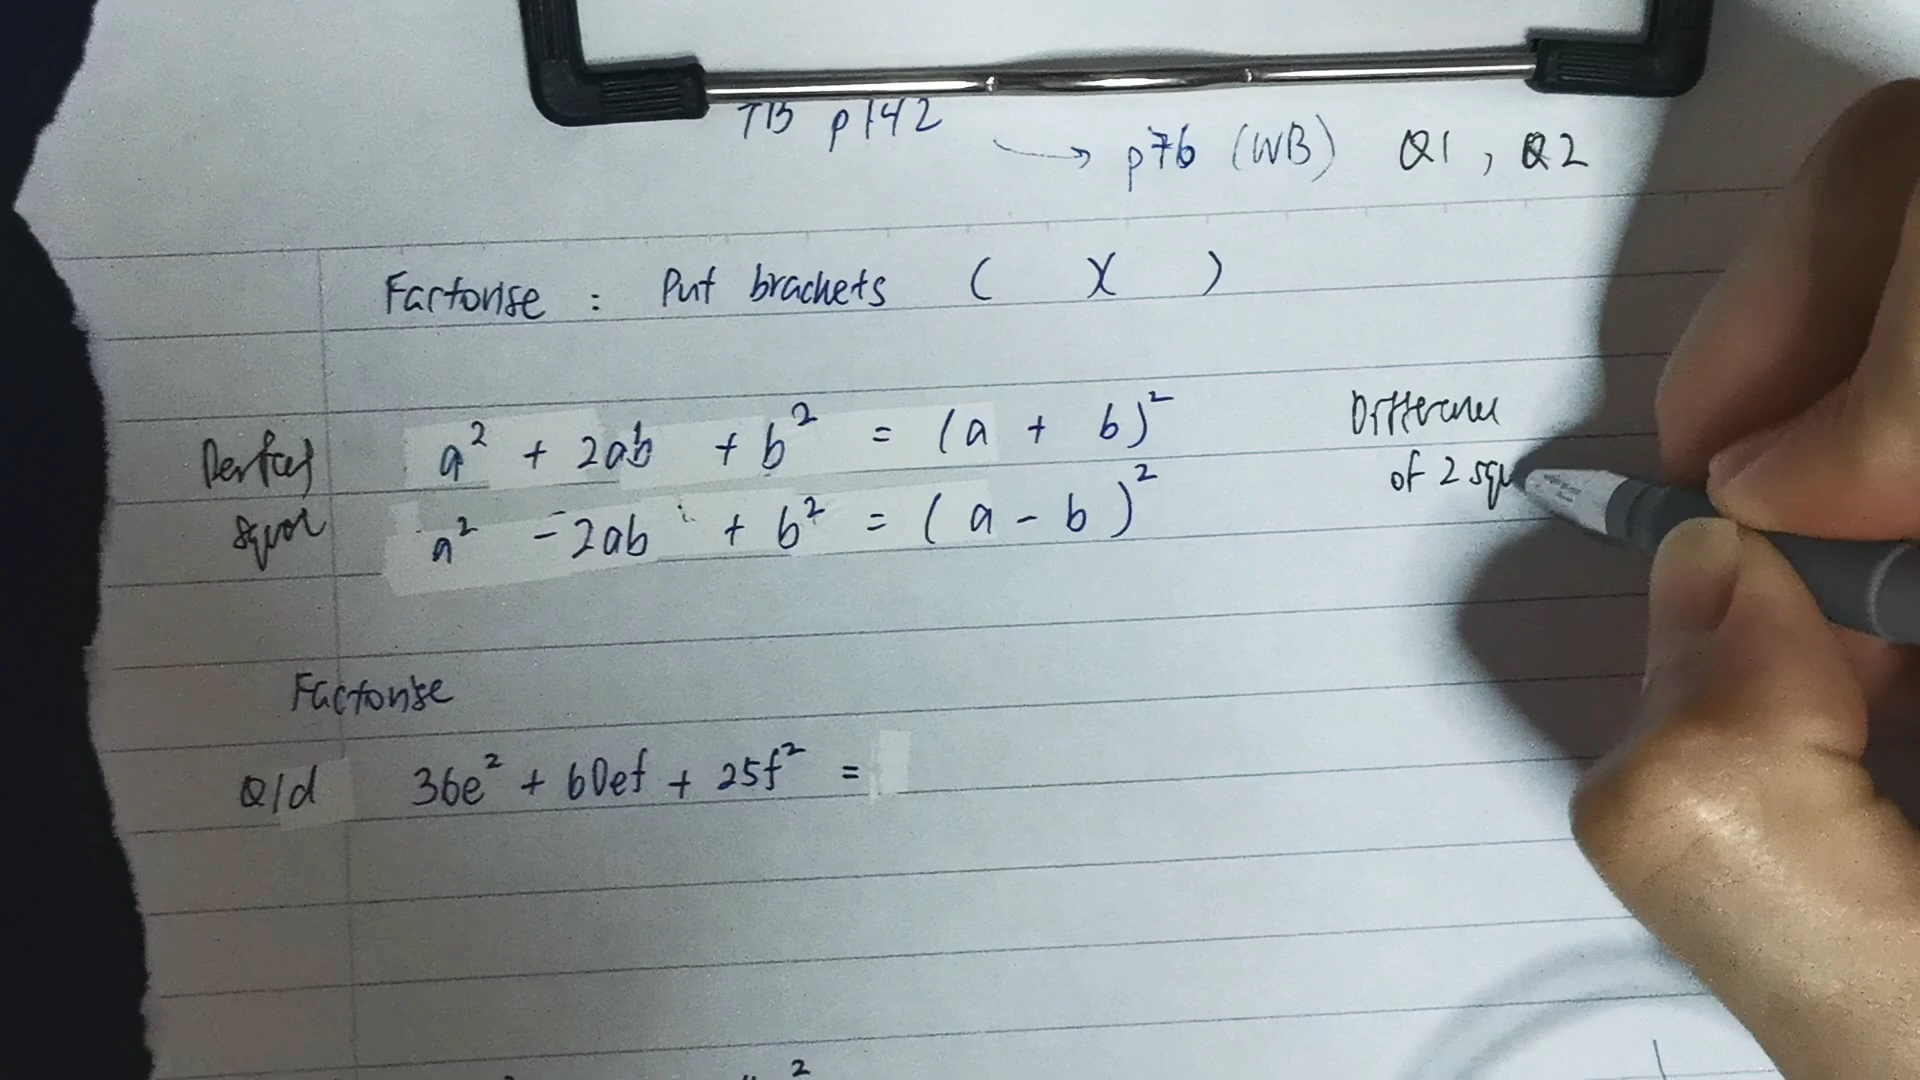 TB p142
→ p76 (WB) Q1, Q2
Factorise : Put brackets ( X )
Perfect square
a² + 2ab + b² = (a + b)²
a² - 2ab + b² = (a - b)²
Difference
of 2 squ
Factorise
Q1d 36e² + 60ef + 25f² =